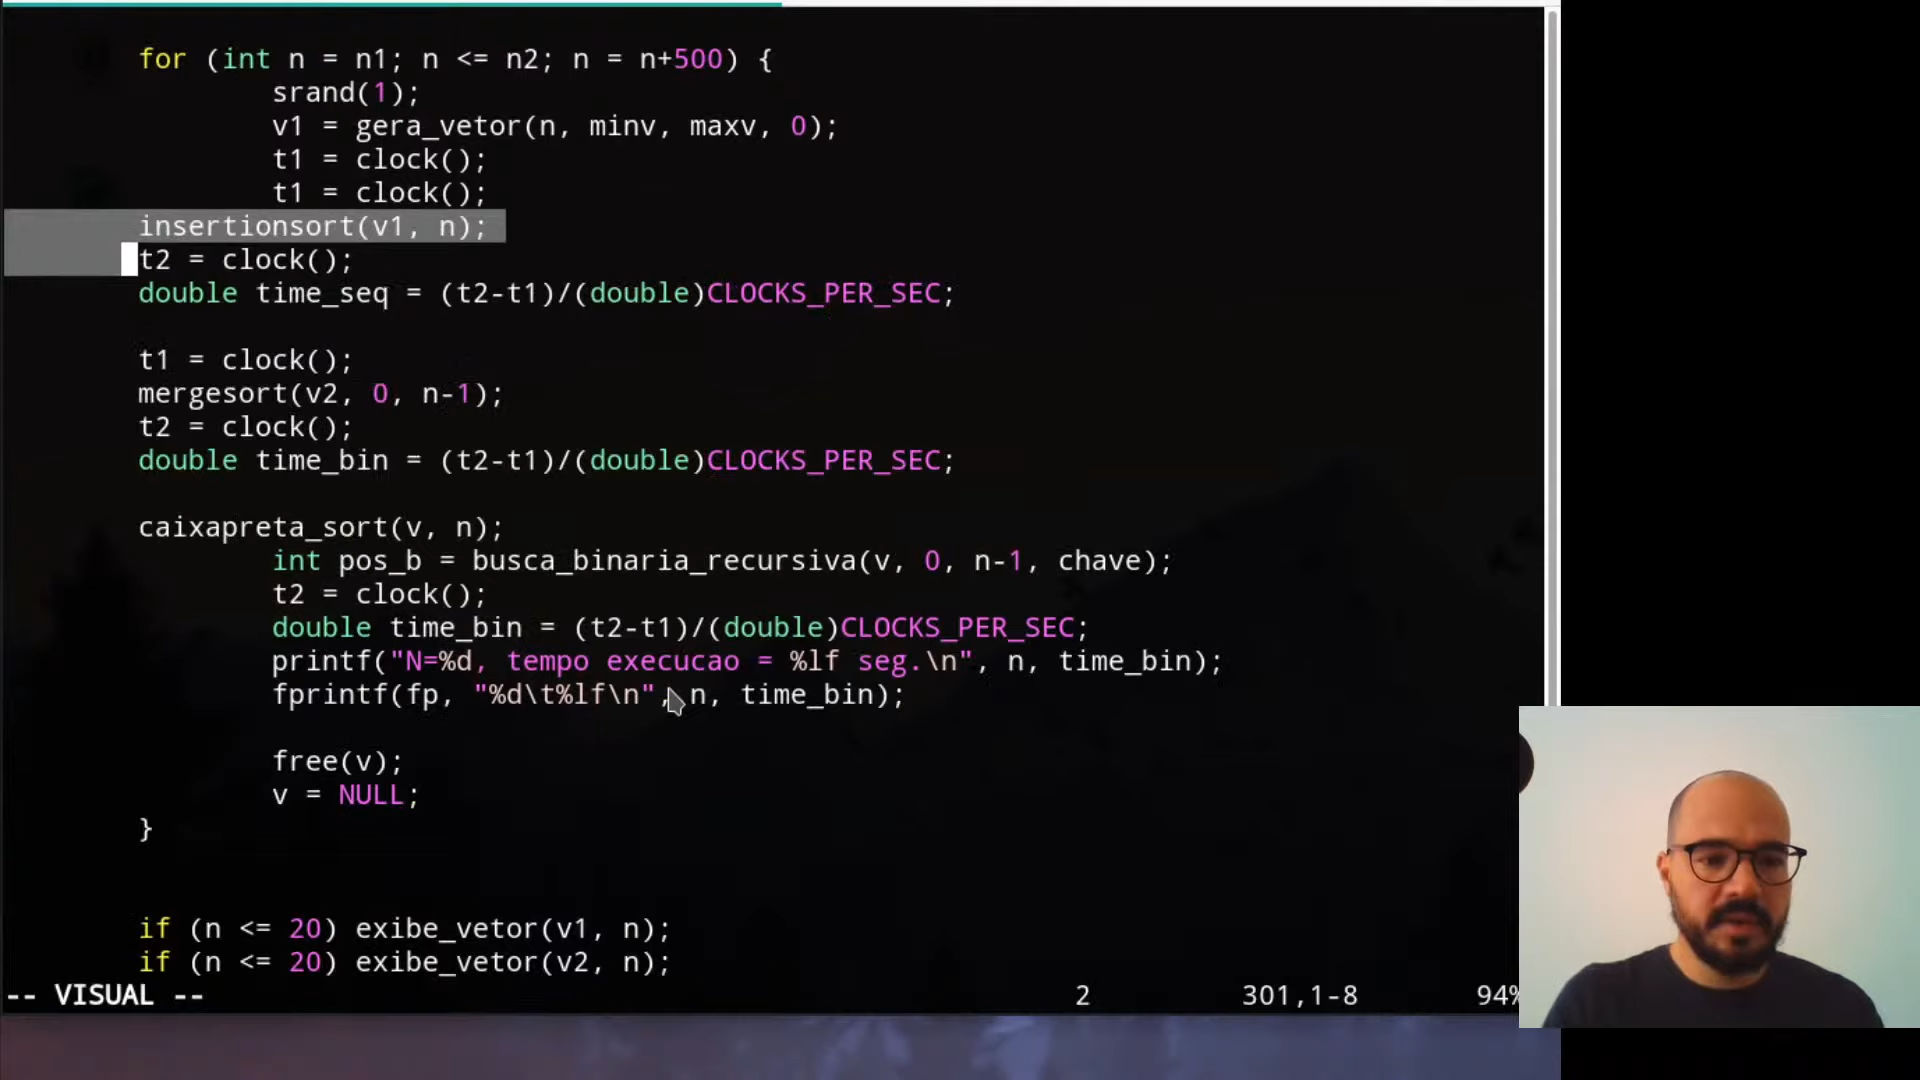 for (int n = n1; n <= n2; n = n+500) {
srand(1);
v1 = gera_vetor(n, minv, maxv, 0);
t1 = clock();
t1 = clock();
insertionsort(v1, n);
t2 = clock();
double time_seq = (t2-t1)/(double)CLOCKS_PER_SEC;
t1 = clock();
mergesort(v2, 0, n-1);
t2 = clock();
double time_bin = (t2-t1)/(double)CLOCKS_PER_SEC;
caixapreta_sort(v, n);
int pos_b = busca_binaria_recursiva(v, 0, n-1, chave);
t2 = clock();
double time_bin = (t2-t1)/(double)CLOCKS_PER_SEC;
printf("N=%d, tempo execucao = %lf seg.\n", n, time_bin);
fprintf(fp, "%d\t%lf\n", n, time_bin);
free(v);
v = NULL;
}
if (n <= 20) exibe_vetor(v1, n);
if (n <= 20) exibe_vetor(v2, n);
-- VISUAL -- 2 301,1-8 94%